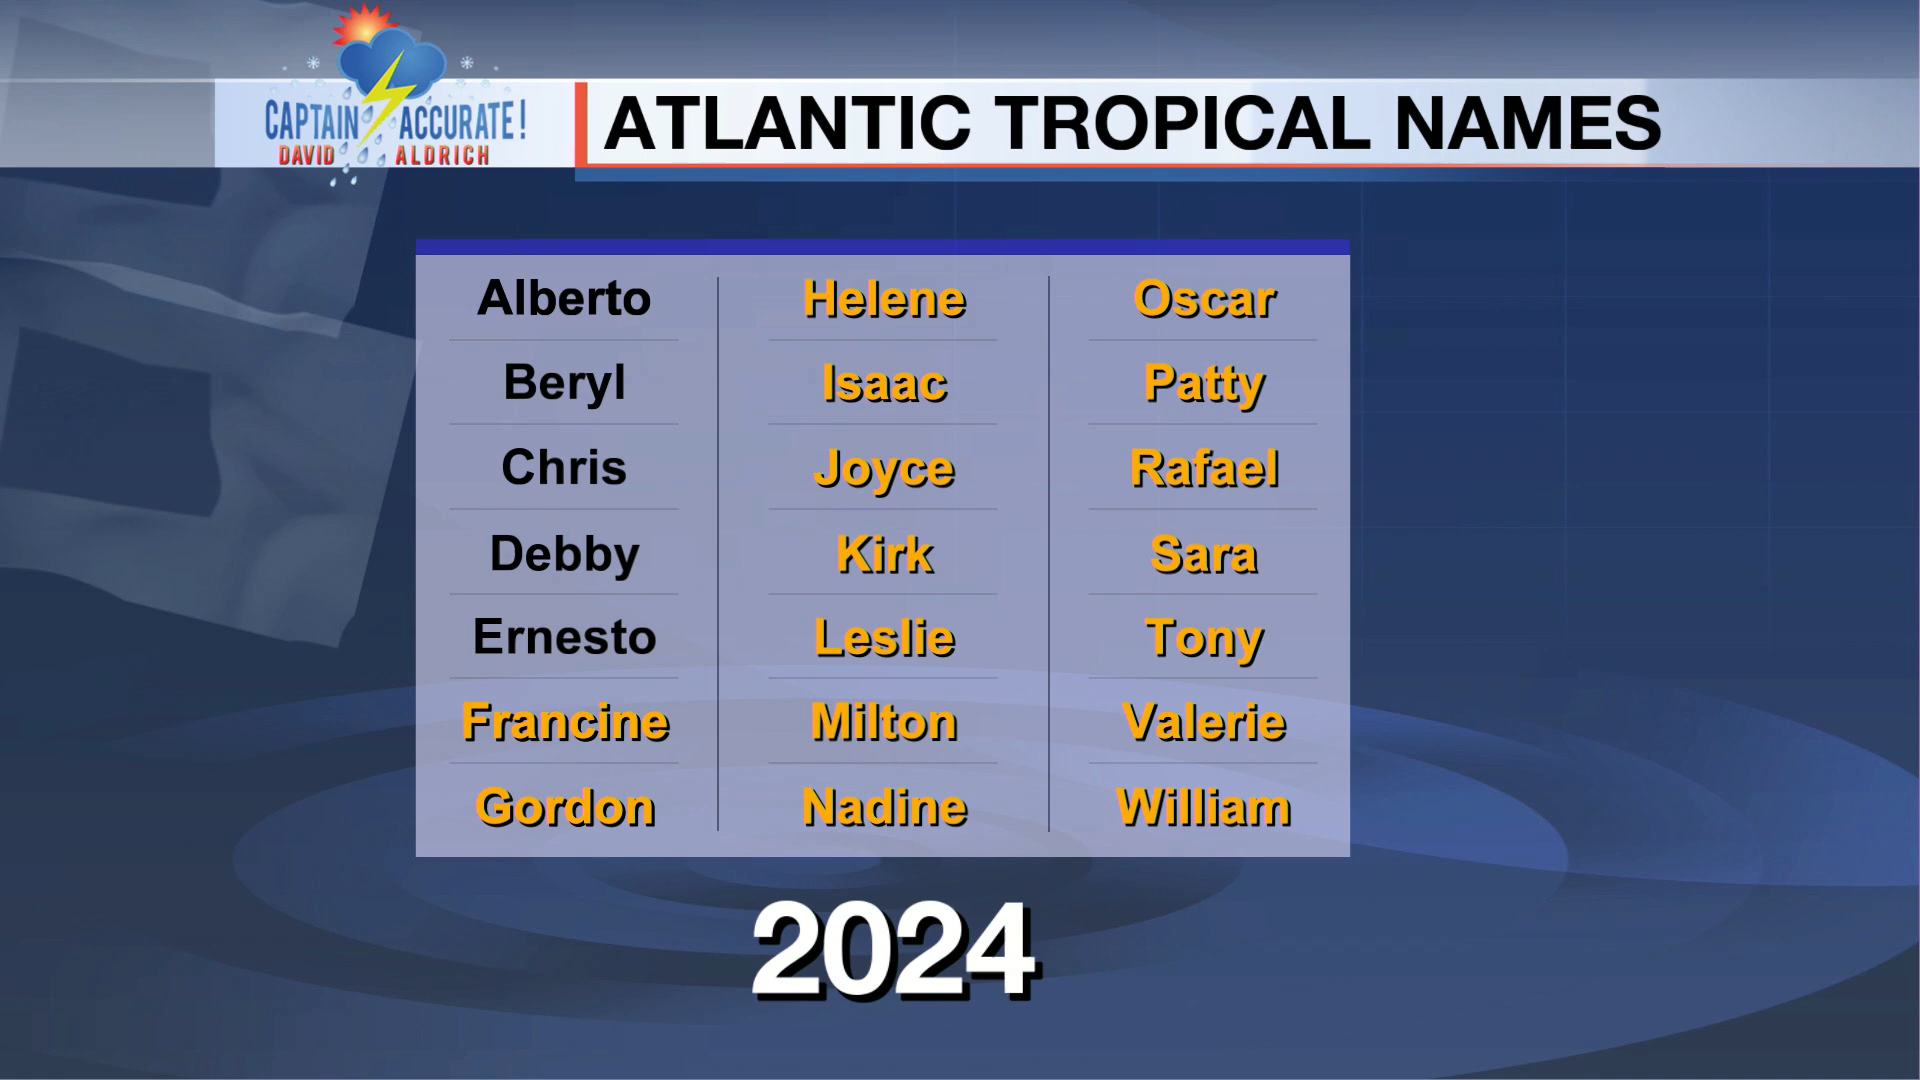 CAPTAIN ACCURATE!
DAVID ALDRICH
ATLANTIC TROPICAL NAMES
Alberto Helene Oscar
Beryl Isaac Patty
Chris Joyce Rafael
Debby Kirk Sara
Ernesto Leslie Tony
Francine Milton Valerie
Gordon Nadine William
2024